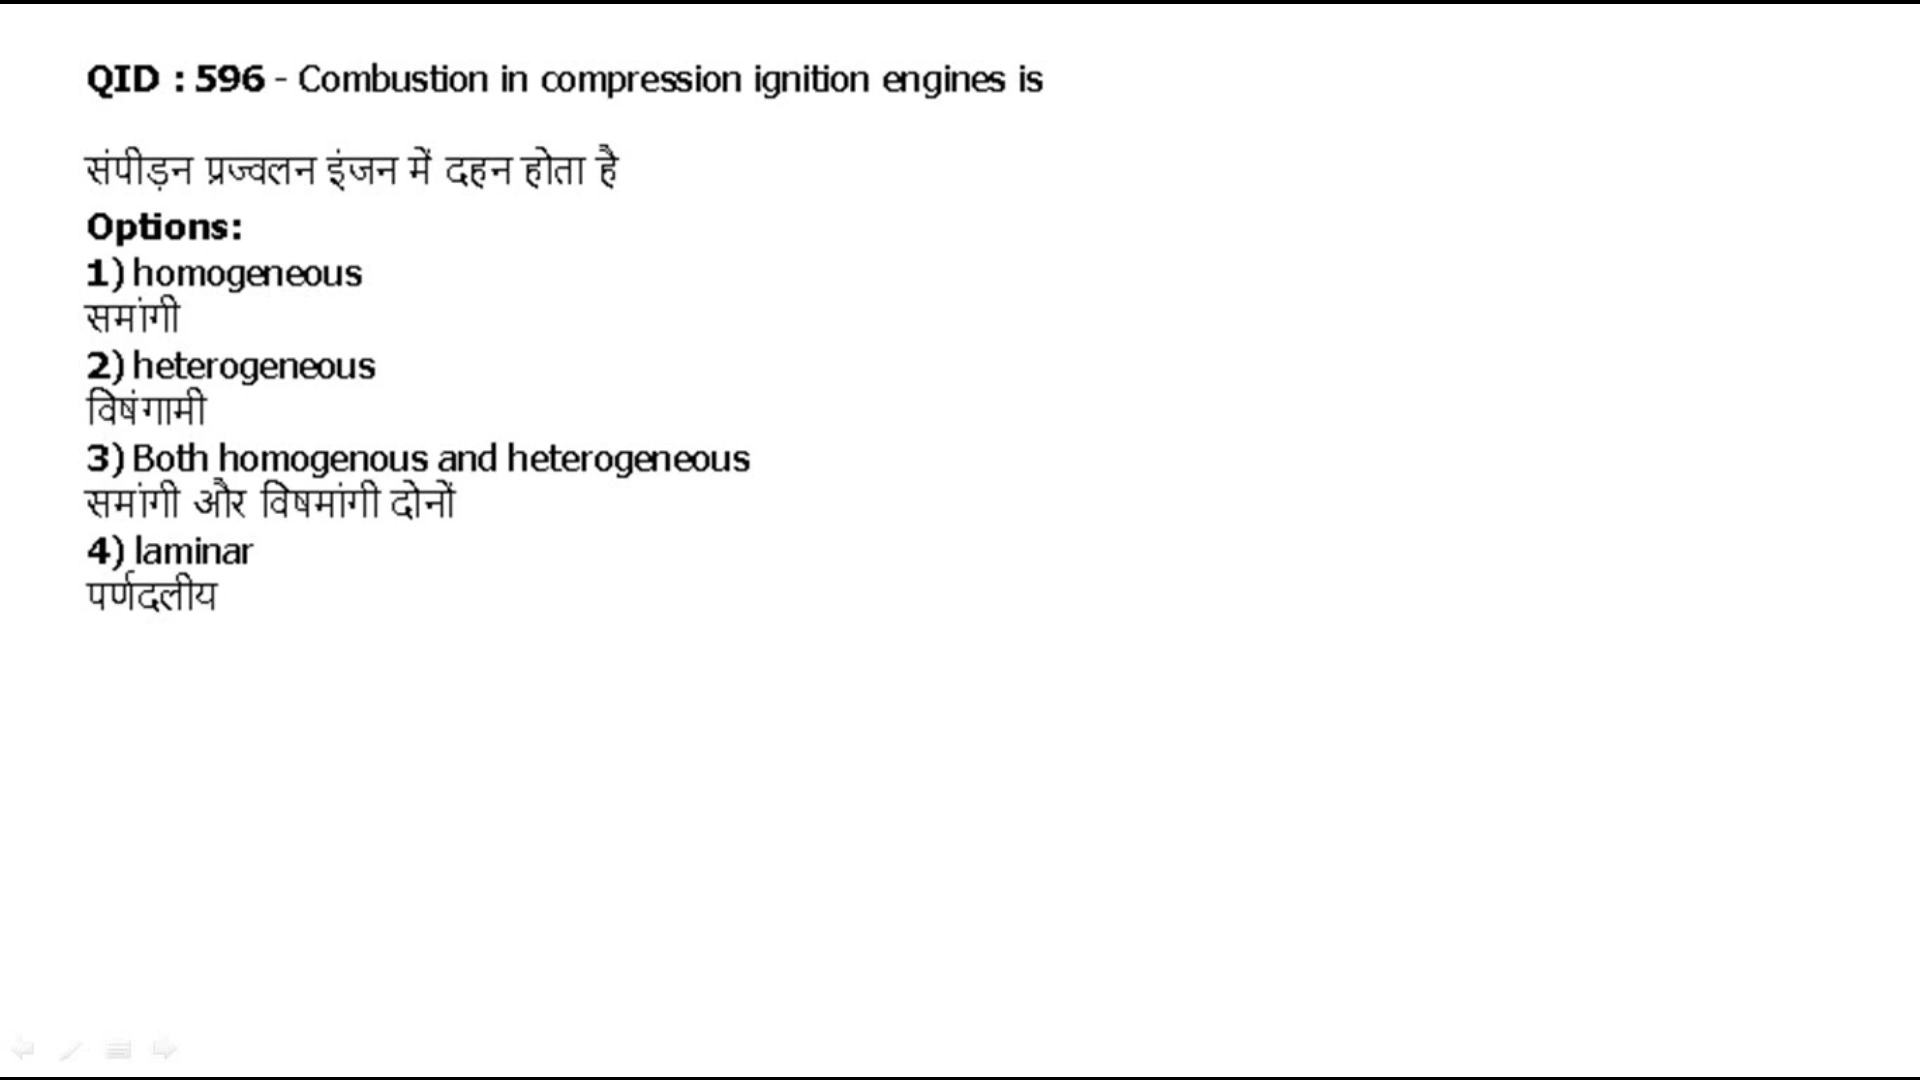 QID : 596 - Combustion in compression ignition engines is
संपीड़न प्रज्वलन इंजन में दहन होता है
Options:
1) homogeneous
समांगी
2) heterogeneous
विषंगामी
3) Both homogenous and heterogeneous
समांगी और विषमांगी दोनों
4) laminar
पर्णदलीय